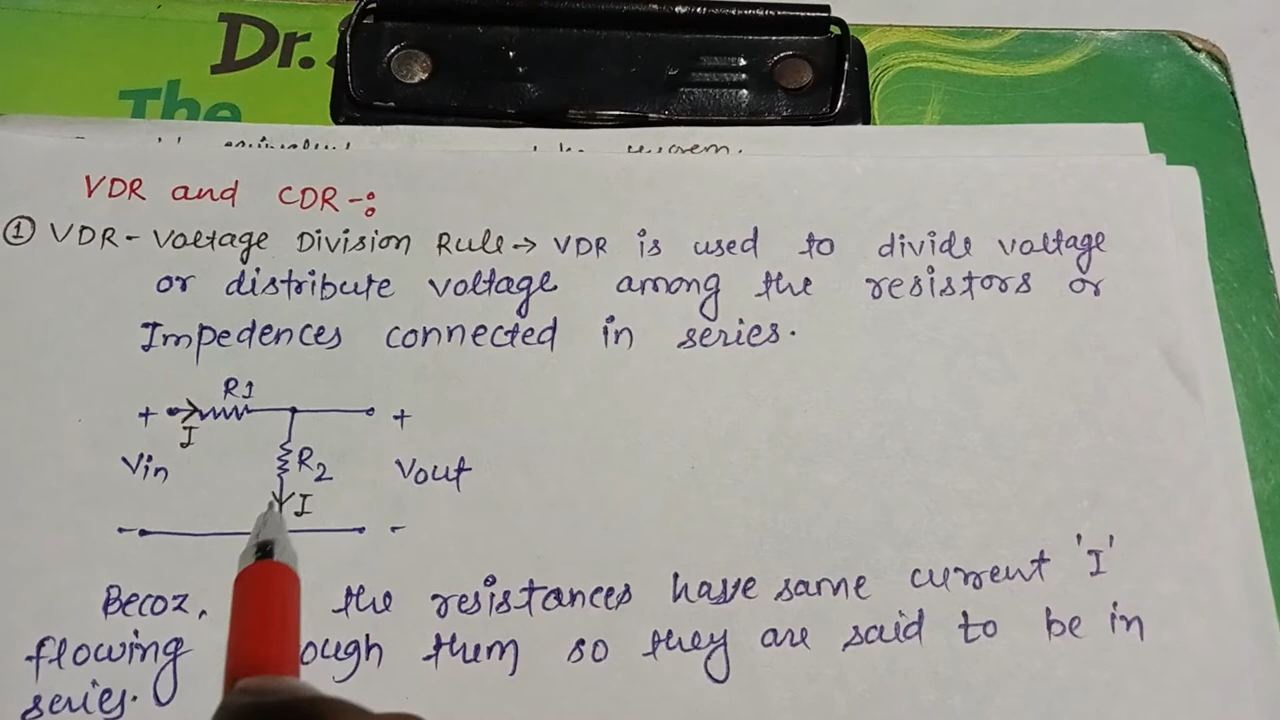 Dr.
The
VDR and CDR-:
① VDR - Voltage Division Rule → VDR is used to divide voltage
or distribute voltage among the resistors or
Impedences connected in series.
R1
+ I +
Vin R2 Vout
I
- -
Becoz, the resistances have same current 'I'
flowing ough them so they are said to be in
series.